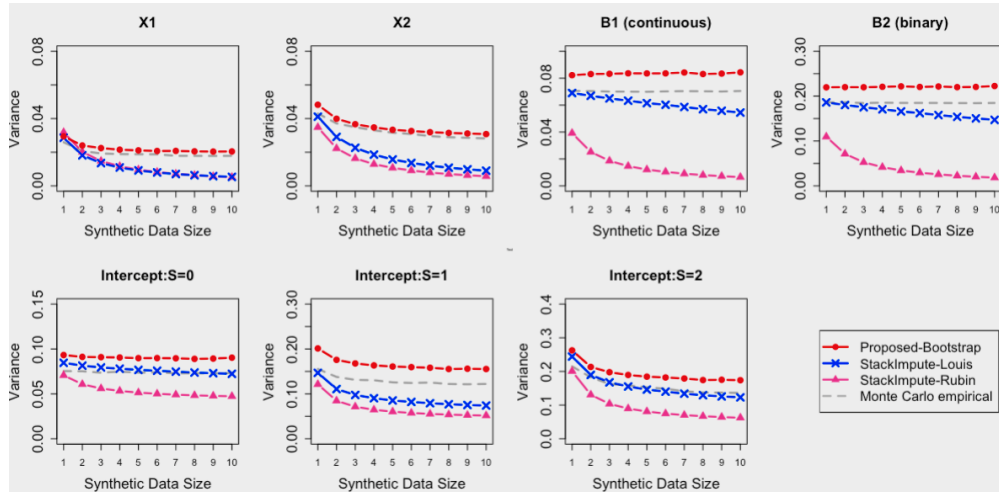 X1
X2
B1 (continuous)
B2 (binary)
Variance
0.00 0.04 0.08
1 2 3 4 5 6 7 8 9 10
Synthetic Data Size
Variance
0.00 0.04 0.08
1 2 3 4 5 6 7 8 9 10
Synthetic Data Size
Variance
0.00 0.04 0.08
1 2 3 4 5 6 7 8 9 10
Synthetic Data Size
Variance
0.00 0.10 0.20 0.30
1 2 3 4 5 6 7 8 9 10
Synthetic Data Size
Intercept:S=0
Intercept:S=1
Intercept:S=2
Variance
0.00 0.05 0.10 0.15
1 2 3 4 5 6 7 8 9 10
Synthetic Data Size
Variance
0.00 0.10 0.20 0.30
1 2 3 4 5 6 7 8 9 10
Synthetic Data Size
Variance
0.0 0.1 0.2 0.4
1 2 3 4 5 6 7 8 9 10
Synthetic Data Size
Proposed-Bootstrap
StackImpute-Louis
StackImpute-Rubin
Monte Carlo empirical